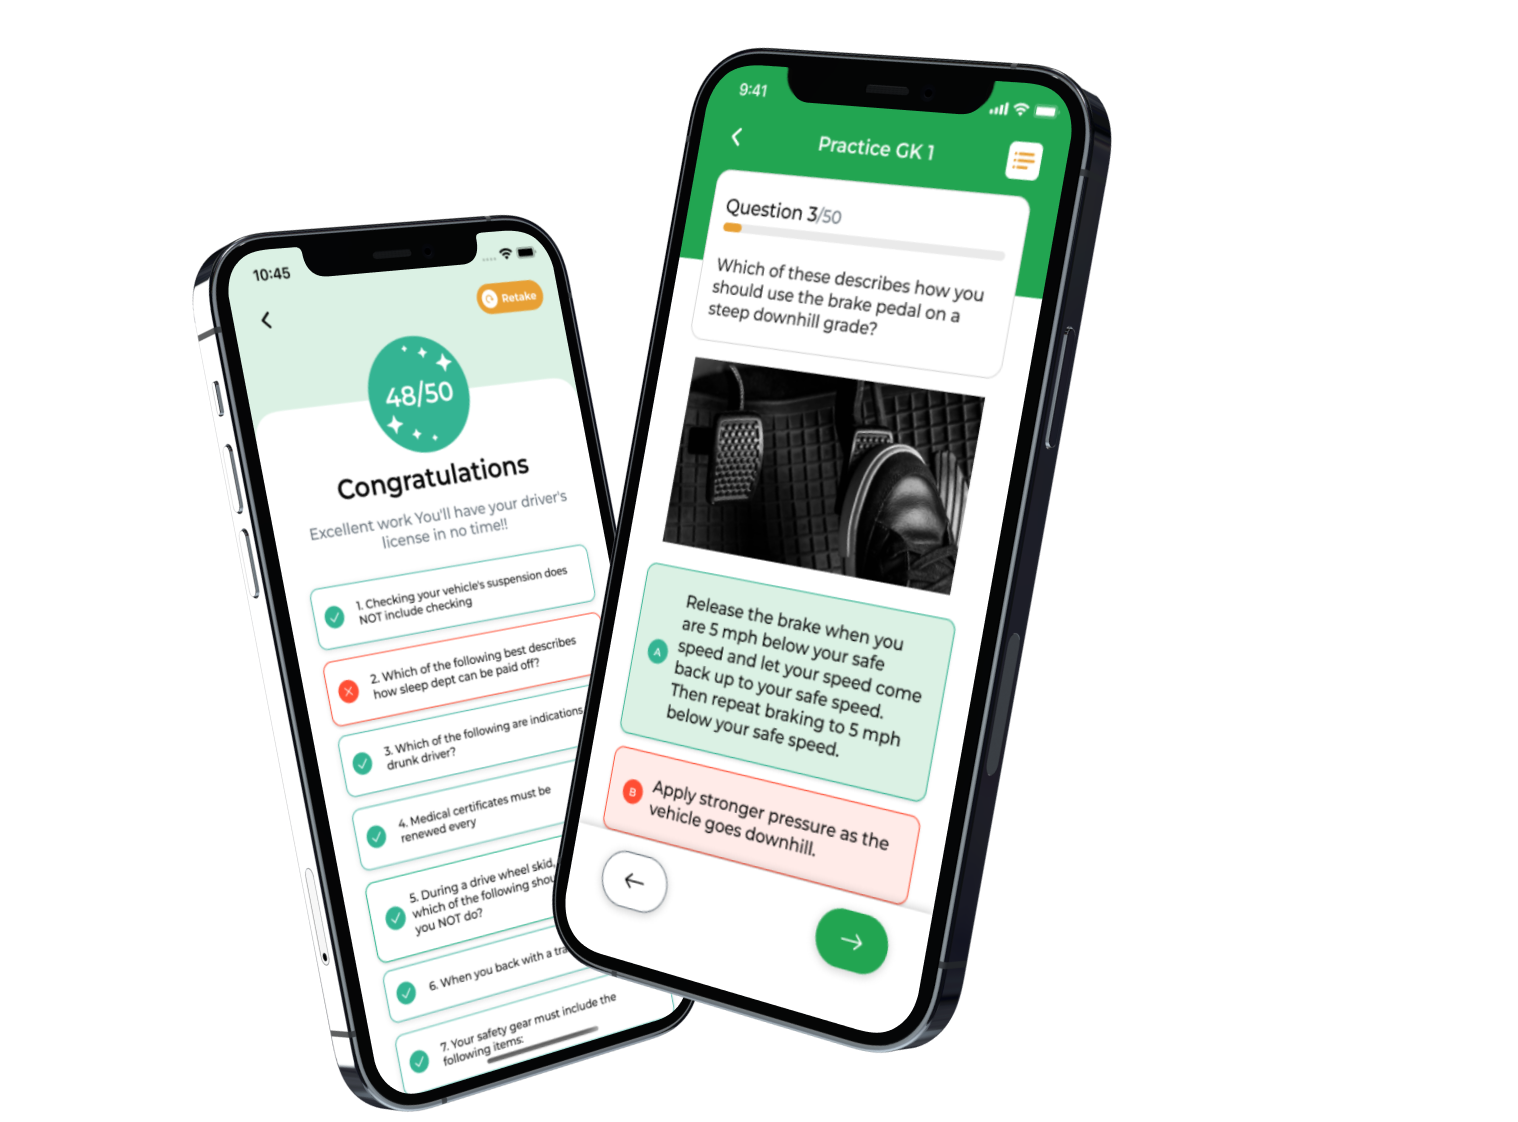 10:45
Retake
48/50
Congratulations
Excellent work You'll have your driver's
license in no time!!
1. Checking your vehicle's suspension does
NOT include checking
2. Which of the following best describes
how sleep dept can be paid off?
3. Which of the following are indications
drunk driver?
4. Medical certificates must be
renewed every
5. During a drive wheel skid,
which of the following
you NOT do?
6. When you back with a
7. Your safety gear must include the
following items:
9:41
Practice GK 1
Question 3/50
Which of these describes how you
should use the brake pedal on a
steep downhill grade?
A
Release the brake when you
are 5 mph below your safe
speed and let your speed come
back up to your safe speed.
Then repeat braking to 5 mph
below your safe speed.
B
Apply stronger pressure as the
vehicle goes downhill.